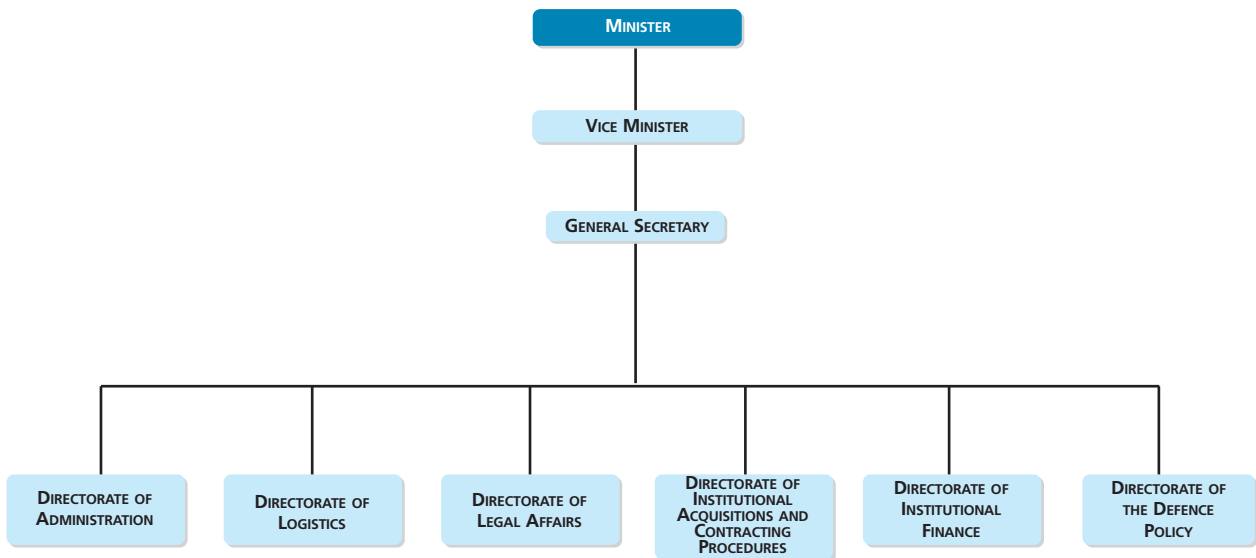 Minister
Vice Minister
General Secretary
Directorate of
Administration
Directorate of
Logistics
Directorate of
Legal Affairs
Directorate of
Institutional
Acquisitions and
Contracting
Procedures
Directorate of
Institutional
Finance
Directorate of
the Defence
Policy